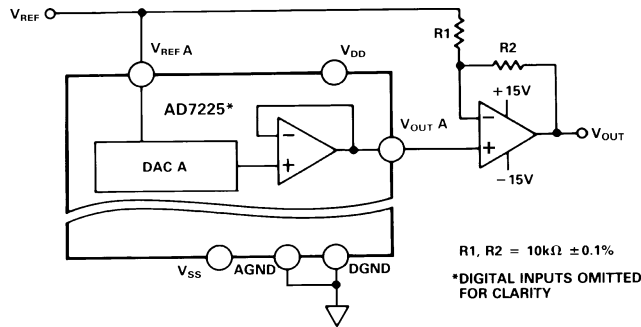 VREF
R1
VREF A
VDD
R2
AD7225*
+15V
VOUT A
−
−
VOUT
DAC A
+
+
−15V
R1, R2 = 10kΩ ±0.1%
VSS
AGND
DGND
*DIGITAL INPUTS OMITTED
FOR CLARITY